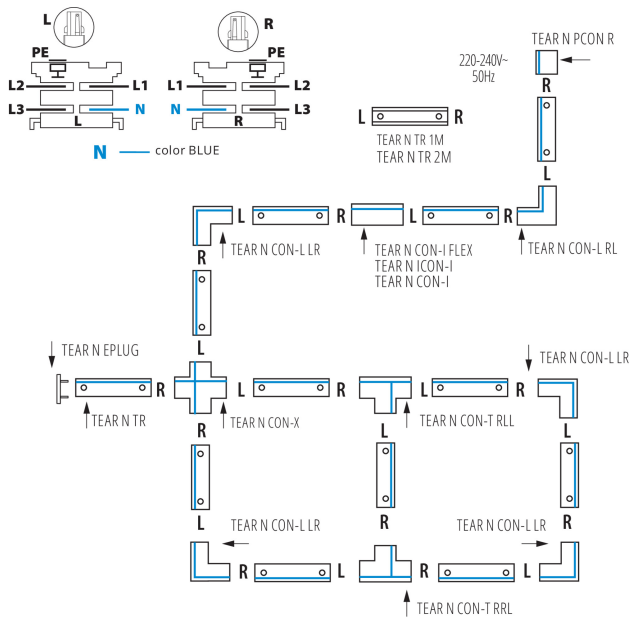 L
R
PE
PE
L2
L1
L1
L2
L3
N
N
L3
L
R
N
color BLUE
TEAR N PCON R
220-240V~
50Hz
R
L R
TEAR N TR 1M
TEAR N TR 2M
L
L R L R
TEAR N CON-L LR
TEAR N CON-I FLEX
TEAR N ICON-I
TEAR N CON-I
TEAR N CON-L RL
R
L
TEAR N EPLUG
TEAR N CON-L LR
R L R L R
TEAR N TR
TEAR N CON-X
TEAR N CON-T RLL
R
L
L
L
R
R
TEAR N CON-L LR
TEAR N CON-L LR
R L R L
TEAR N CON-T RRL